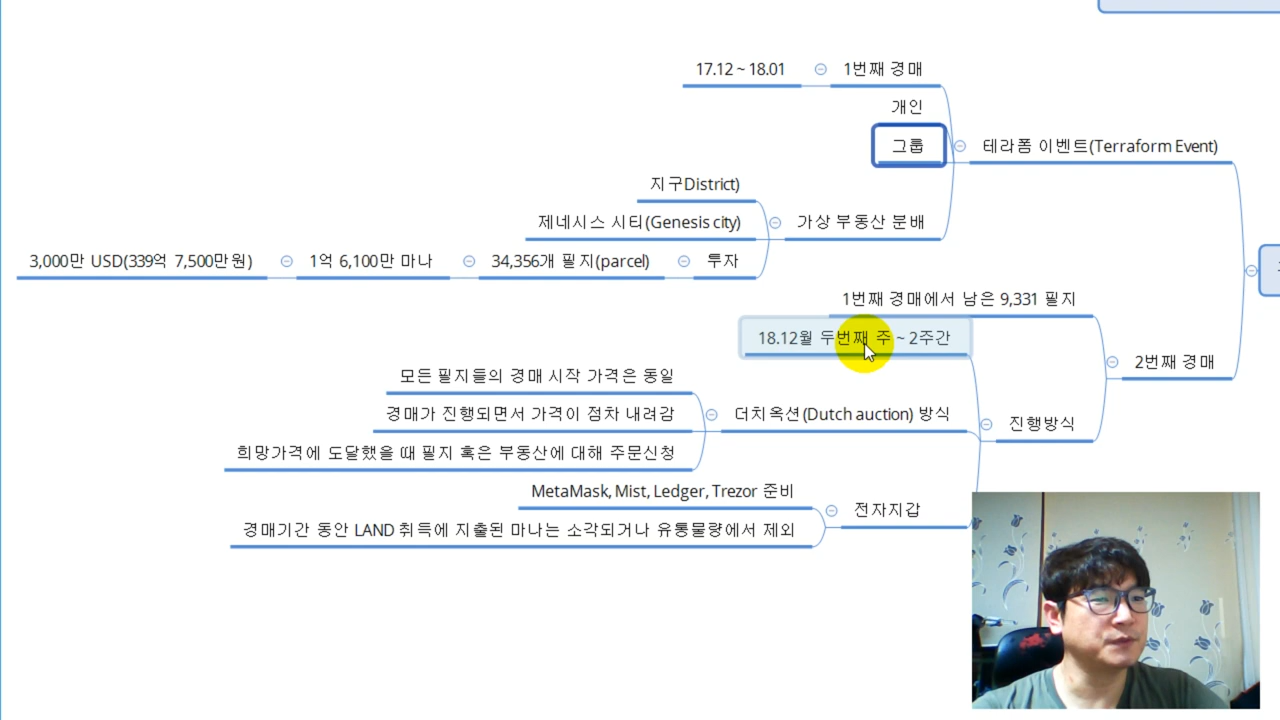 17.12 ~ 18.01
1번째 경매
개인
그룹
테라폼 이벤트(Terraform Event)
지구District)
제네시스 시티(Genesis city)
가상 부동산 분배
3,000만 USD(339억 7,500만원)
1억 6,100만 마나
34,356개 필지(parcel)
투자
1번째 경매에서 남은 9,331 필지
18.12월 두번째 주 ~ 2주간
2번째 경매
모든 필지들의 경매 시작 가격은 동일
경매가 진행되면서 가격이 점차 내려감
더치옥션(Dutch auction) 방식
진행방식
희망가격에 도달했을 때 필지 혹은 부동산에 대해 주문신청
MetaMask, Mist, Ledger, Trezor 준비
전자지갑
경매기간 동안 LAND 취득에 지출된 마나는 소각되거나 유통물량에서 제외